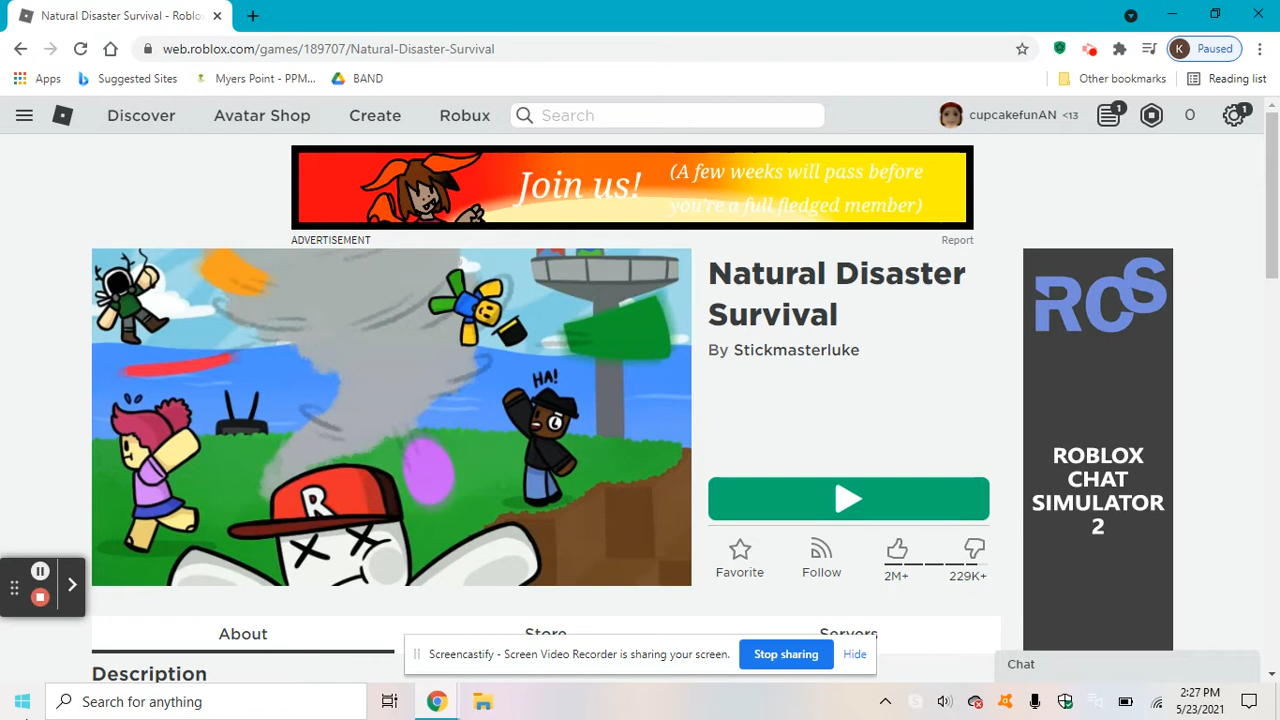 Natural Disaster Survival - Roblo
web.roblox.com/games/189707/Natural-Disaster-Survival
K Paused
Apps Suggested Sites Myers Point - PPM... BAND Other bookmarks Reading list
Discover Avatar Shop Create Robux Search cupcakefunAN <13 1 0 1
Join us! (A few weeks will pass before
you're a full fledged member)
ADVERTISEMENT Report
Natural Disaster
Survival
By Stickmasterluke
HA!
R
ROS
ROBLOX
CHAT
SIMULATOR
2
Favorite Follow 2M+ 229K+
About Store Servers
Screencastify - Screen Video Recorder is sharing your screen. Stop sharing Hide
Chat
Description
Search for anything
2:27 PM
5/23/2021